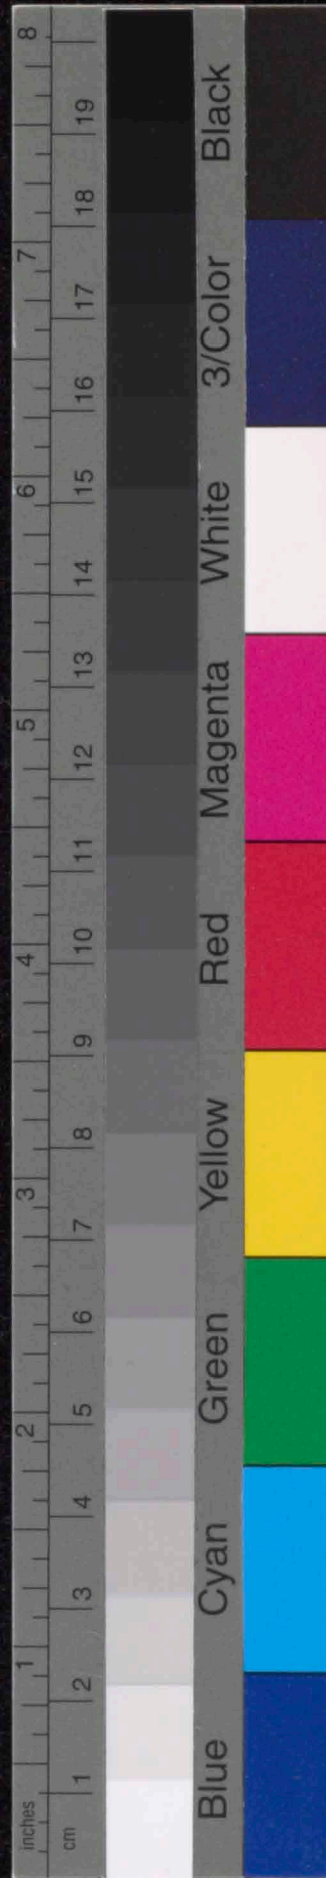 inches 1 2 3 4 5 6 7 8
cm 1 2 3 4 5 6 7 8 9 10 11 12 13 14 15 16 17 18 19
Blue Cyan Green Yellow Red Magenta White 3/Color Black